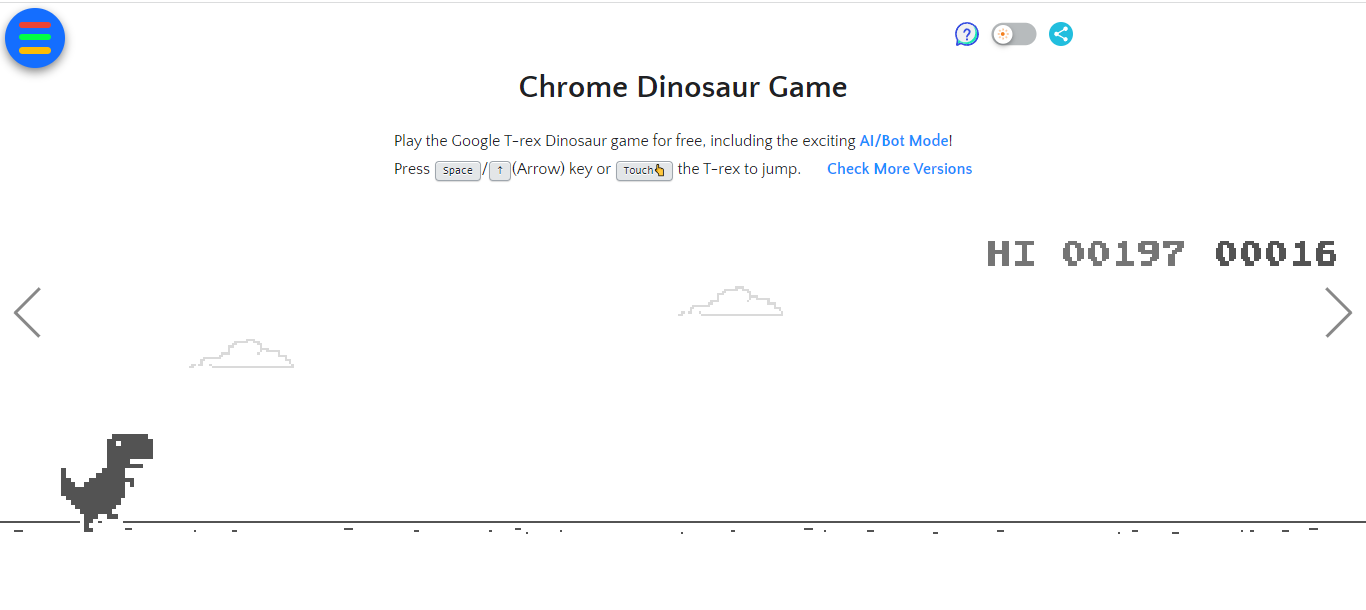 Chrome Dinosaur Game
Play the Google T-rex Dinosaur game for free, including the exciting AI/Bot Mode!
Press Space/↑(Arrow) key or Touch👆 the T-rex to jump. Check More Versions
HI 00197 00016